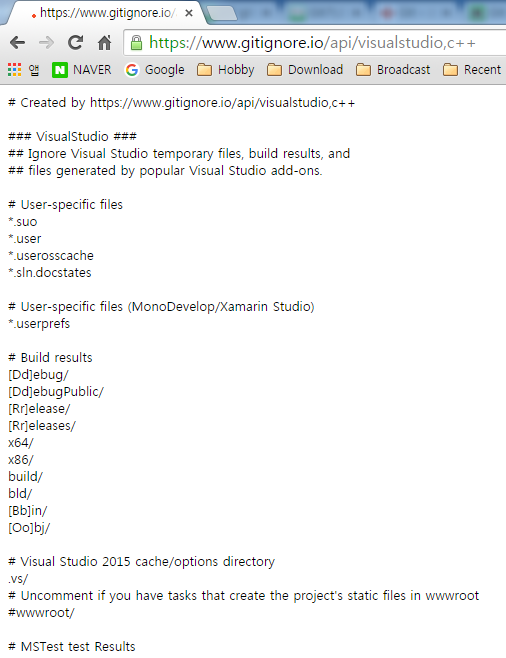 https://www.gitignore.io/
https://www.gitignore.io/api/visualstudio,c++
앱 NAVER Google Hobby Download Broadcast Recent
# Created by https://www.gitignore.io/api/visualstudio,c++
### VisualStudio ###
## Ignore Visual Studio temporary files, build results, and
## files generated by popular Visual Studio add-ons.
# User-specific files
*.suo
*.user
*.userosscache
*.sln.docstates
# User-specific files (MonoDevelop/Xamarin Studio)
*.userprefs
# Build results
[Dd]ebug/
[Dd]ebugPublic/
[Rr]elease/
[Rr]eleases/
x64/
x86/
build/
bld/
[Bb]in/
[Oo]bj/
# Visual Studio 2015 cache/options directory
.vs/
# Uncomment if you have tasks that create the project's static files in wwwroot
#wwwroot/
# MSTest test Results